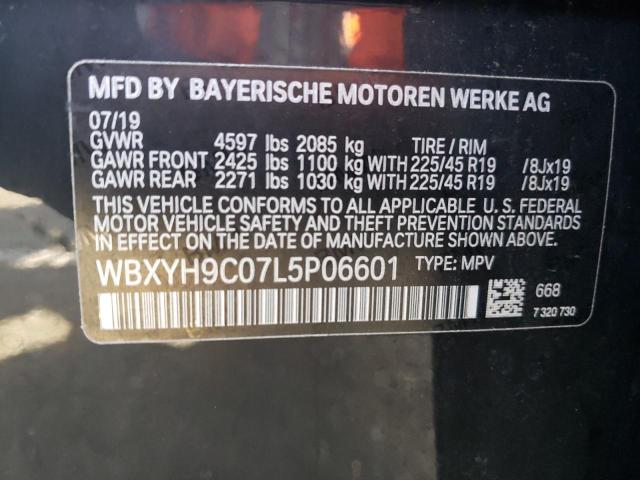 MFD BY BAYERISCHE MOTOREN WERKE AG
07/19
GVWR 4597 lbs 2085 kg TIRE / RIM
GAWR FRONT 2425 lbs 1100 kg WITH 225/45 R19 /8Jx19
GAWR REAR 2271 lbs 1030 kg WITH 225/45 R19 /8Jx19
THIS VEHICLE CONFORMS TO ALL APPLICABLE U. S. FEDERAL
MOTOR VEHICLE SAFETY AND THEFT PREVENTION STANDARDS
IN EFFECT ON THE DATE OF MANUFACTURE SHOWN ABOVE.
WBXYH9C07L5P06601 TYPE: MPV
668
7 320 730